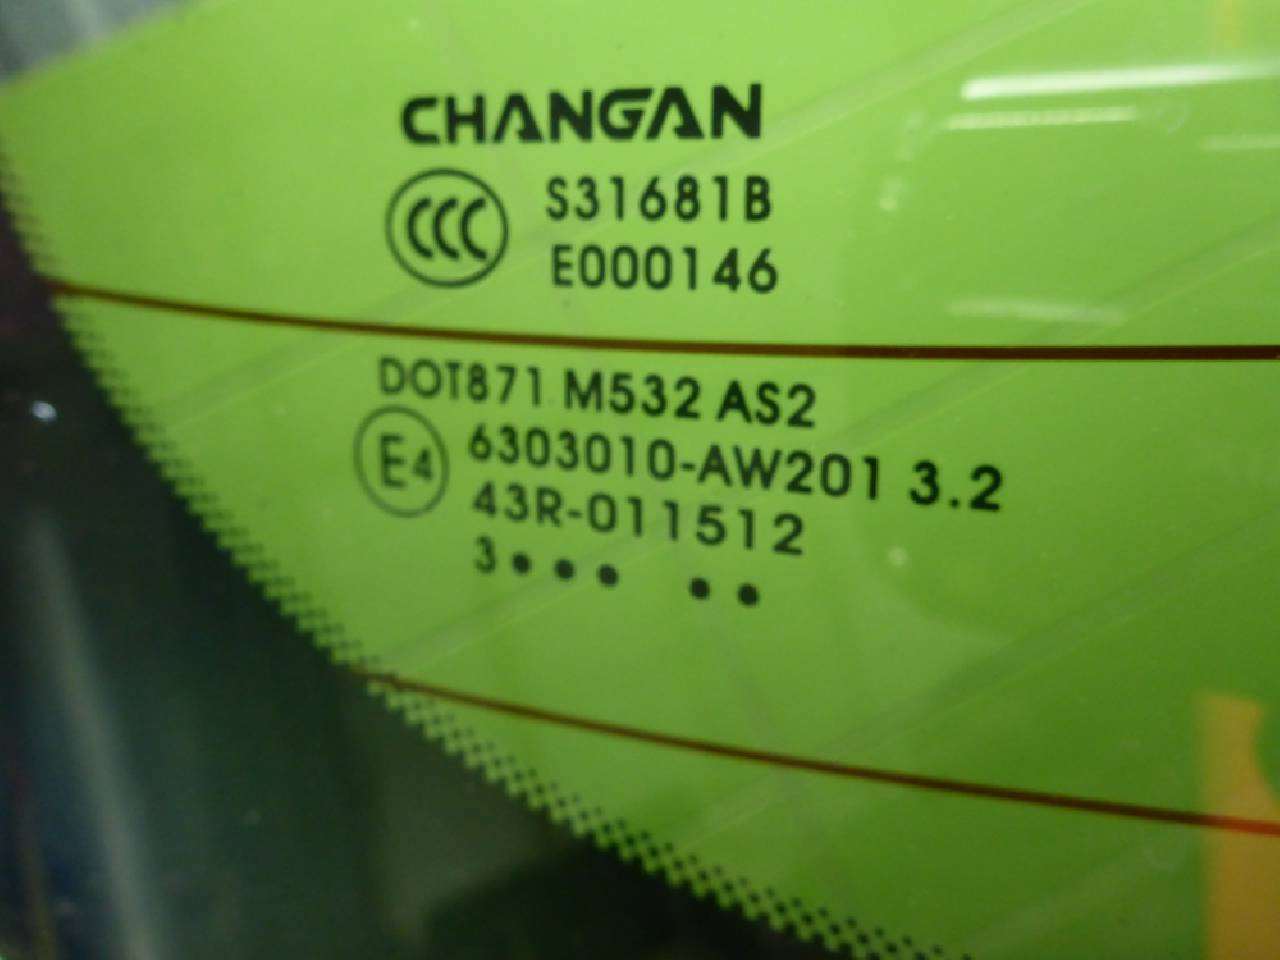 CHANGAN
CCC S31681B
E000146
DOT871 M532 AS2
E4 6303010-AW201 3.2
43R-011512
3••• ••